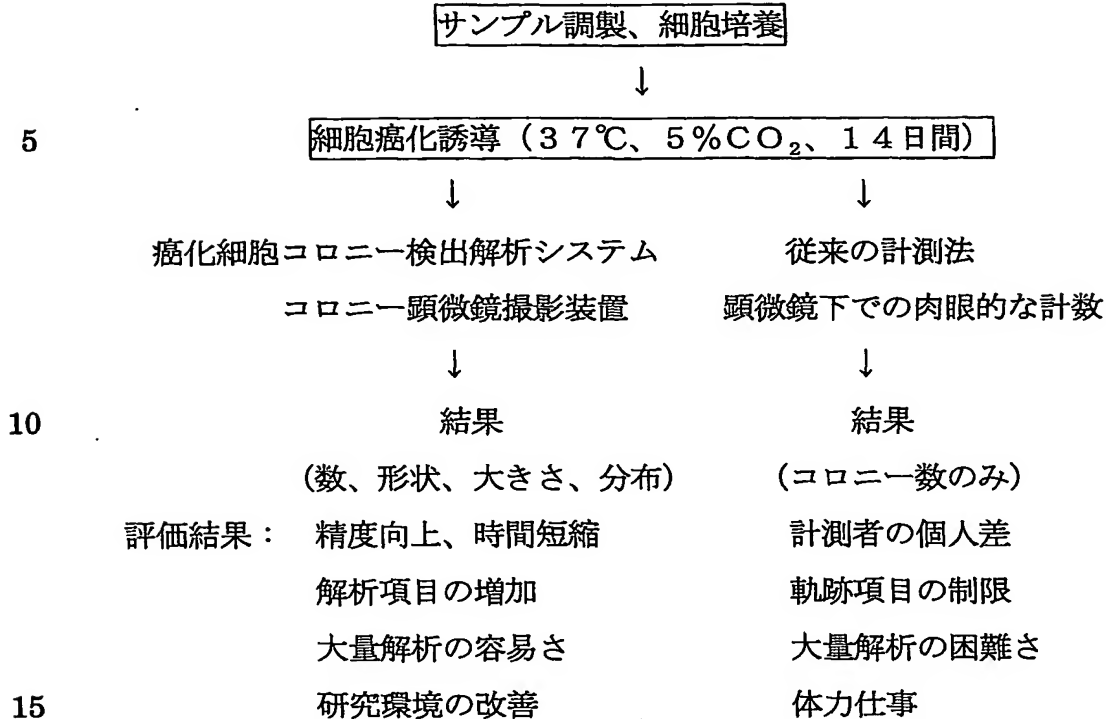 サンプル調製、細胞培養
↓
5 細胞癌化誘導（３７℃、５％ＣＯ₂、１４日間）
↓ ↓
癌化細胞コロニー検出解析システム 従来の計測法
コロニー顕微鏡撮影装置 顕微鏡下での肉眼的な計数
↓ ↓
10 結果 結果
（数、形状、大きさ、分布） （コロニー数のみ）
評価結果： 精度向上、時間短縮 計測者の個人差
解析項目の増加 軌跡項目の制限
大量解析の容易さ 大量解析の困難さ
15 研究環境の改善 体力仕事